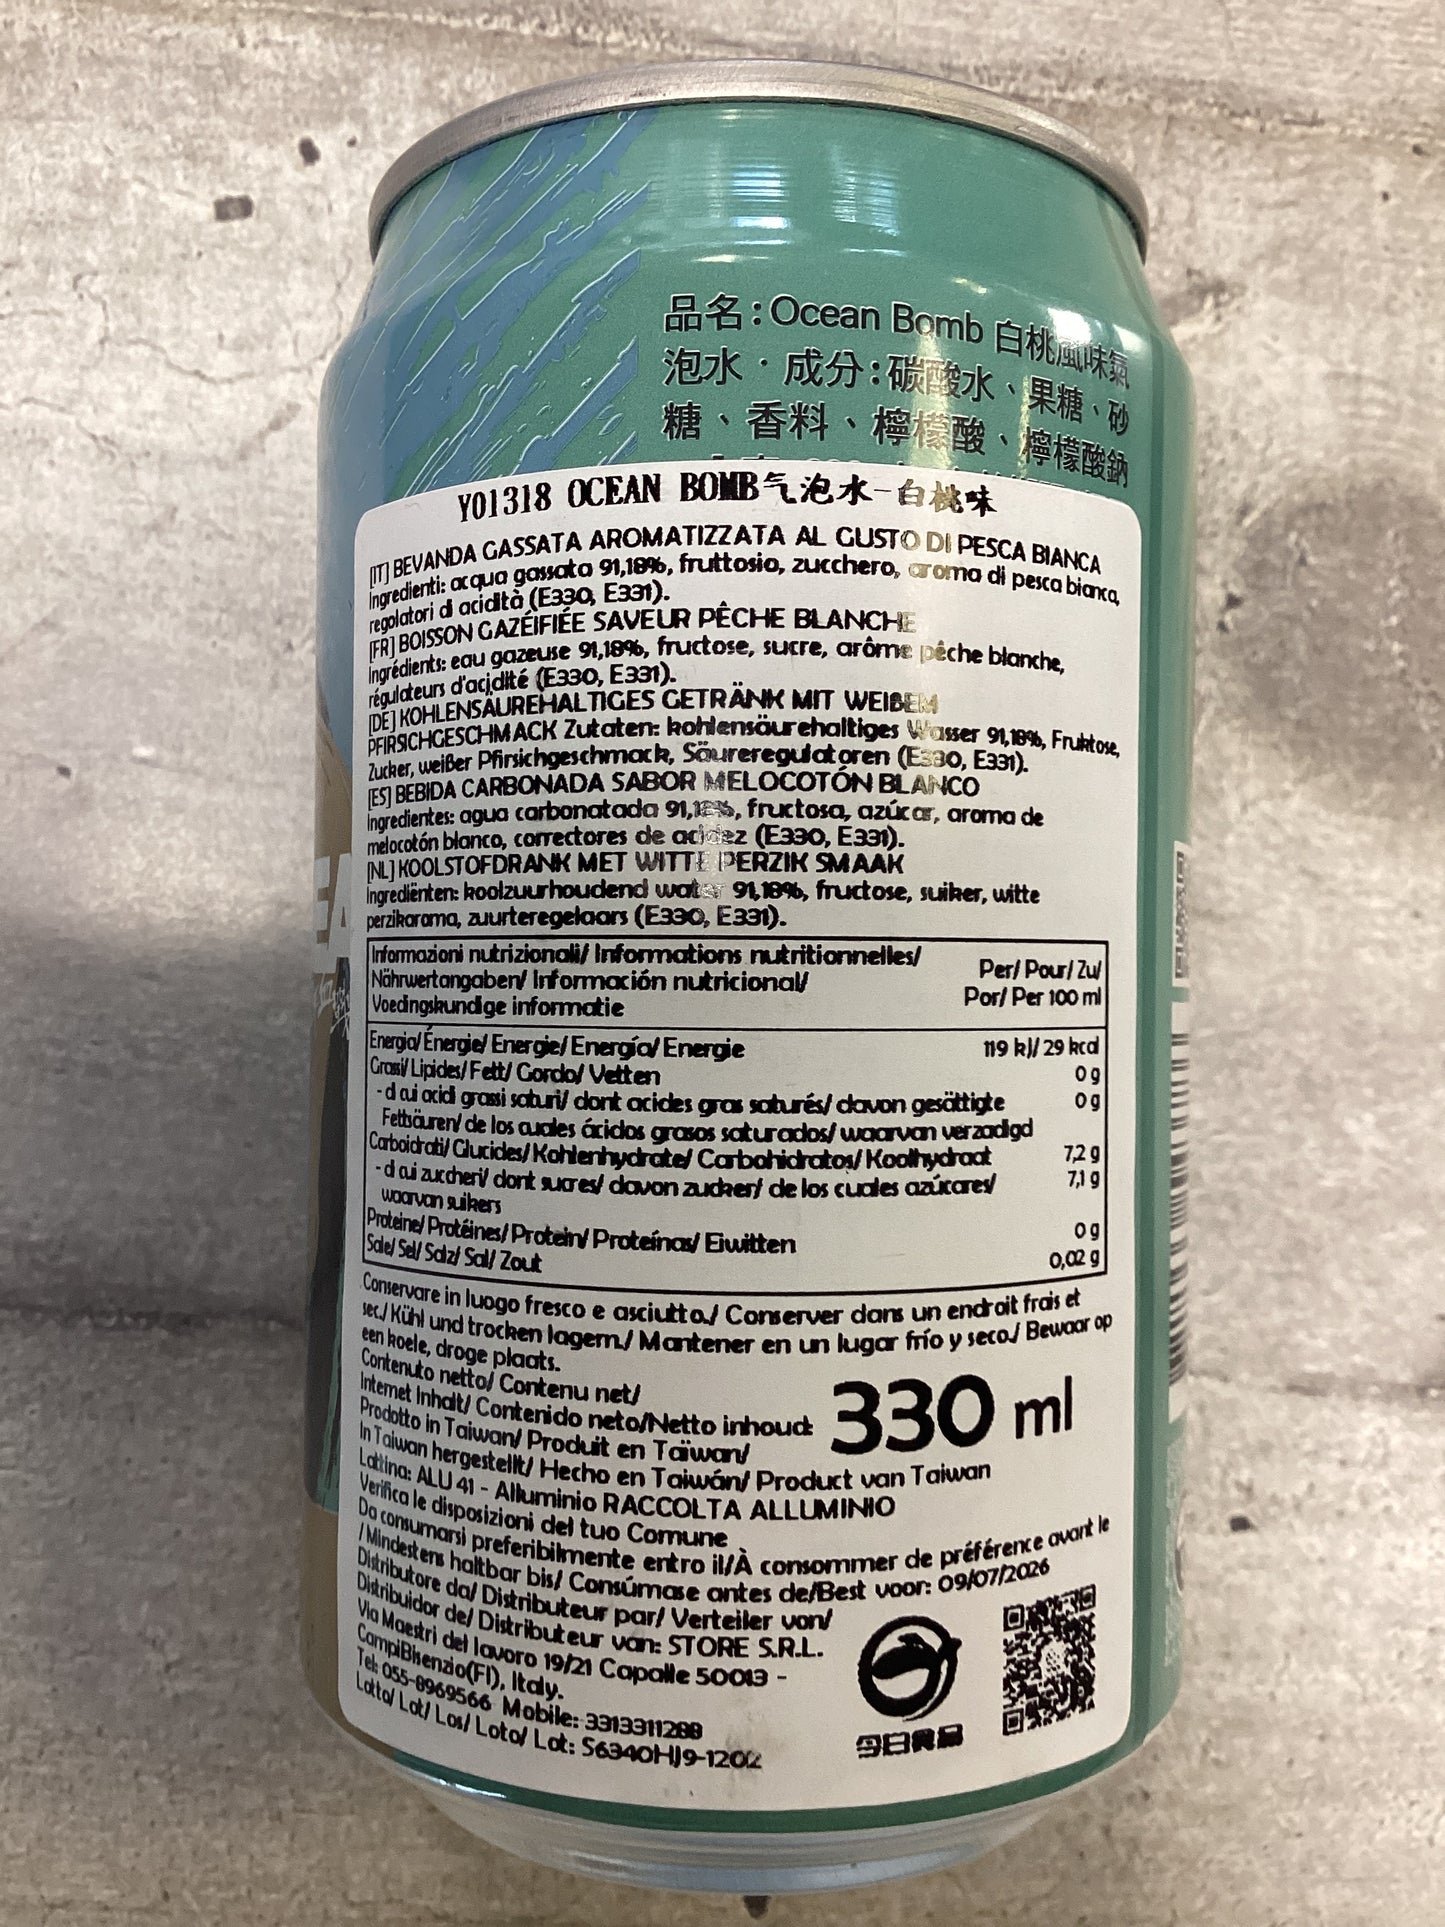 品名：Ocean Bomb 白桃風味氣
泡水．成分：碳酸水、果糖、砂
糖、香料、檸檬酸、檸檬酸鈉
Y01318 OCEAN BOMB气泡水-白桃味
[IT] BEVANDA GASSATA AROMATIZZATA AL GUSTO DI PESCA BIANCA
Ingredienti: acqua gassata 91,18%, fruttosio, zucchero, aroma di pesca bianca,
regolatori di acidità (E330, E331).
[FR] BOISSON GAZÉIFIÉE SAVEUR PÊCHE BLANCHE
Ingrédients: eau gazeuse 91,18%, fructose, sucre, arôme pêche blanche,
régulateurs d'acidité (E330, E331).
[DE] KOHLENSÄUREHALTIGES GETRÄNK MIT WEIBEM
PFIRSICHGESCHMACK Zutaten: kohlensäurehaltiges Wasser 91,18%, Fruktose,
Zucker, weißer Pfirsichgeschmack, Säureregulatoren (E330, E331).
[ES] BEBIDA CARBONADA SABOR MELOCOTÓN BLANCO
Ingredientes: agua carbonatada 91,18%, fructosa, azúcar, aroma de
melocotón blanco, correctores de acidez (E330, E331).
[NL] KOOLSTOFDRANK MET WITTE PERZIK SMAAK
Ingrediënten: koolzuurhoudend water 91,18%, fructose, suiker, witte
perzikaroma, zuurteregelaars (E330, E331).
Informazioni nutrizionali/ Informations nutritionnelles/
Nährwertangaben/ Información nutricional/
Voedingskundige informatie
Per/ Pour/ Zu/
Por/ Per 100 ml
Energia/ Énergie/ Energie/ Energía/ Energie 119 kJ/ 29 kcal
Grassi/ Lipides/ Fett/ Gordo/ Vetten 0 g
- di cui acidi grassi saturi/ dont acides gras saturés/ davon gesättigte 0 g
Fettsäuren/ de los cuales ácidos grasos saturados/ waarvan verzadigd
Carboidrati/ Glucides/ Kohlenhydrate/ Carbohidratos/ Koolhydraat 7,2 g
- di cui zuccheri/ dont sucres/ davon zucker/ de los cuales azúcares/ 7,1 g
waarvan suikers
Proteine/ Protéines/ Protein/ Proteínas/ Eiwitten 0 g
Sale/ Sel/ Salz/ Sal/ Zout 0,02 g
Conservare in luogo fresco e asciutto./ Conserver dans un endroit frais et
sec./ Kühl und trocken lagern./ Mantener en un lugar frío y seco./ Bewaar op
een koele, droge plaats.
Contenuto netto/ Contenu net/
Internet Inhalt/ Contenido neto/Netto inhoud: 330 ml
Prodotto in Taiwan/ Produit en Taïwan/
In Taiwan hergestellt/ Hecho en Taiwán/ Product van Taiwan
Lattina: ALU 41 - Alluminio RACCOLTA ALLUMINIO
Verifica le disposizioni del tuo Comune
Da consumarsi preferibilmente entro il/À consommer de préférence avant le
/ Mindestens haltbar bis/ Consúmase antes de/Best voor: 09/07/2026
Distributore da/ Distributeur par/ Verteiler von/
Distribuidor de/ Distributeur van: STORE S.R.L.
Via Maestri del lavoro 19/21 Capalle 50013 -
CampiBisenzio(FI), Italy.
Tel: 055-8969566 Mobile: 3313311288
Lotto/ Lot/ Los/ Loto/ Lot: S6340HJ9-1202
今日食品